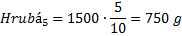 Hrubá₅ = 1500 · 5/10 = 750 g